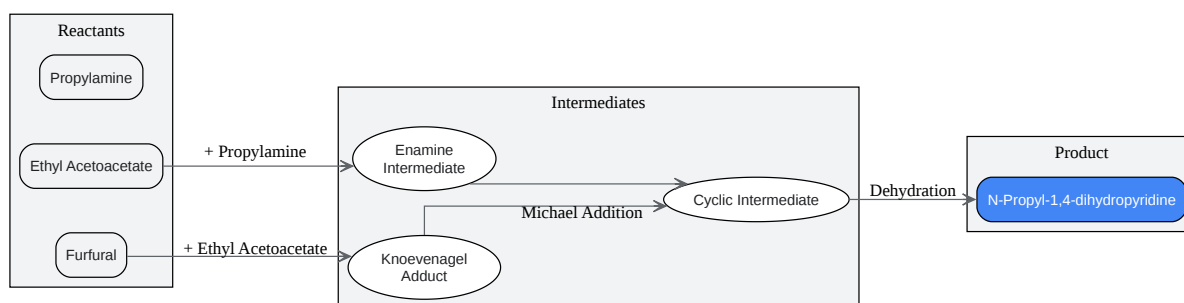 Reactants
Propylamine
Ethyl Acetoacetate
Furfural
+ Propylamine
+ Ethyl Acetoacetate
Intermediates
Enamine
Intermediate
Knoevenagel
Adduct
Michael Addition
Cyclic Intermediate
Dehydration
Product
N-Propyl-1,4-dihydropyridine